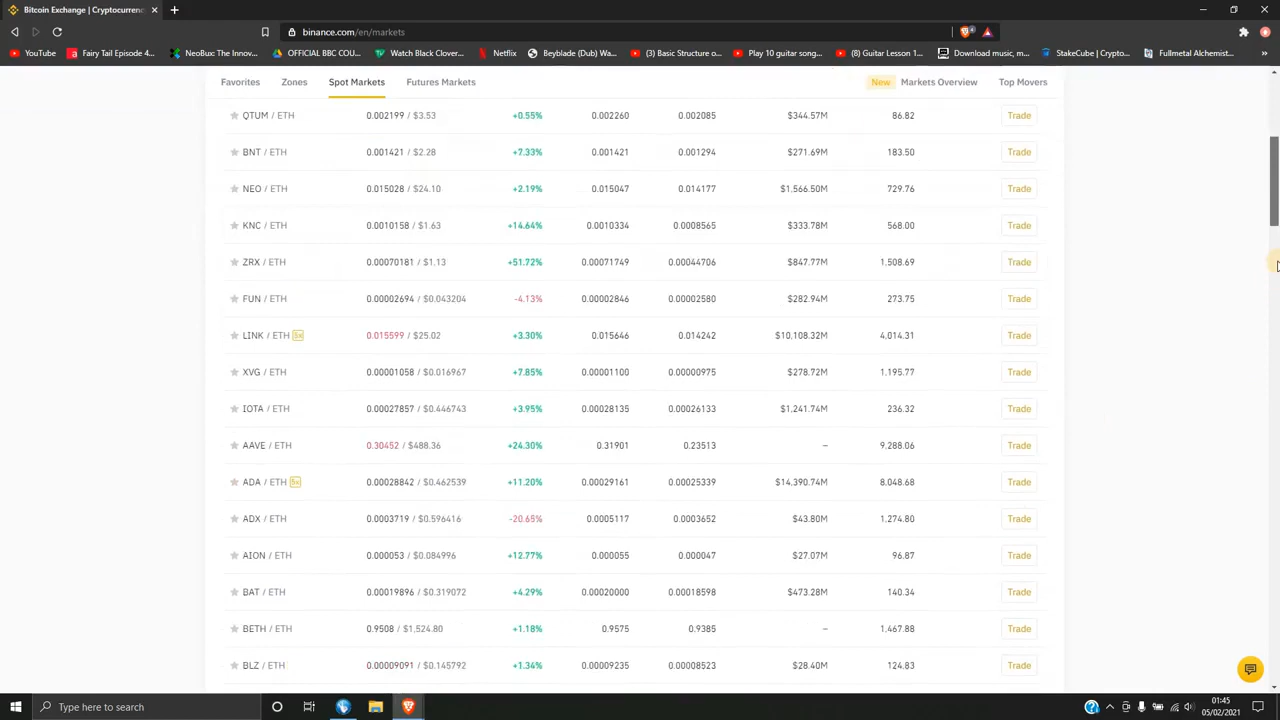 Bitcoin Exchange | Cryptocurrenc
binance.com/en/markets
YouTube Fairy Tail Episode 4... NeoBux The Innov... OFFICIAL BBC COU... Watch Black Clover... Netflix Beyblade (Dub) Wa... (3) Basic Structure o... Play 10 guitar song... (8) Guitar Lesson 1... Download music, m... StakeCube | Crypto... Fullmetal Alchemist...
Favorites Zones Spot Markets Futures Markets New Markets Overview Top Movers
QTUM / ETH 0.002199 / $3.53 +0.55% 0.002260 0.002085 $344.57M 86.82 Trade
BNT / ETH 0.001421 / $2.28 +7.33% 0.001421 0.001294 $271.69M 183.50 Trade
NEO / ETH 0.015028 / $24.10 +2.19% 0.015047 0.014177 $1,566.50M 729.76 Trade
KNC / ETH 0.0010158 / $1.63 +14.64% 0.0010334 0.0008565 $333.78M 568.00 Trade
ZRX / ETH 0.00070181 / $1.13 +51.72% 0.00071749 0.00044706 $847.77M 1,508.69 Trade
FUN / ETH 0.00002694 / $0.043204 -4.13% 0.00002846 0.00002580 $282.94M 273.75 Trade
LINK / ETH 5x 0.015599 / $25.02 +3.30% 0.015646 0.014242 $10,108.32M 4,014.31 Trade
XVG / ETH 0.00001058 / $0.016967 +7.85% 0.00001100 0.00000975 $278.72M 1,195.77 Trade
IOTA / ETH 0.00027857 / $0.446743 +3.95% 0.00028135 0.00026133 $1,241.74M 236.32 Trade
AAVE / ETH 0.30452 / $488.36 +24.30% 0.31901 0.23513 – 9,288.06 Trade
ADA / ETH 5x 0.00028842 / $0.462539 +11.20% 0.00029161 0.00025339 $14,390.74M 8,048.68 Trade
ADX / ETH 0.0003719 / $0.596416 -20.65% 0.0005117 0.0003652 $43.80M 1,274.80 Trade
AION / ETH 0.000053 / $0.084996 +12.77% 0.000055 0.000047 $27.07M 96.87 Trade
BAT / ETH 0.00019896 / $0.319072 +4.29% 0.00020000 0.00018598 $473.28M 140.34 Trade
BETH / ETH 0.9508 / $1,524.80 +1.18% 0.9575 0.9385 – 1,467.88 Trade
BLZ / ETH 0.00009091 / $0.145792 +1.34% 0.00009235 0.00008523 $28.40M 124.83 Trade
Type here to search
01:45
05/02/2021